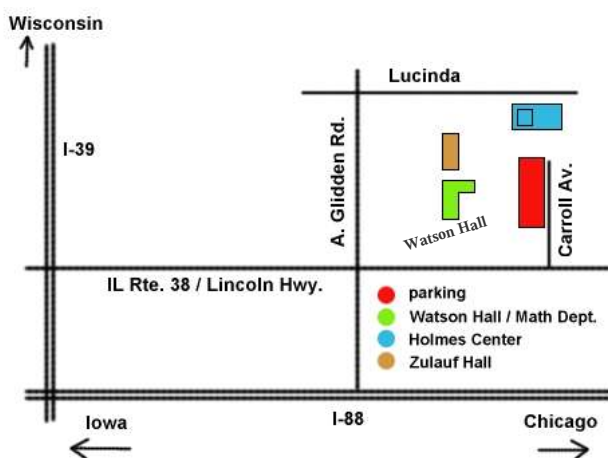 Wisconsin
Lucinda
I-39
A. Glidden Rd.
Carroll Av.
Watson Hall
IL Rte. 38 / Lincoln Hwy.
parking
Watson Hall / Math Dept.
Holmes Center
Zulauf Hall
Iowa
I-88
Chicago